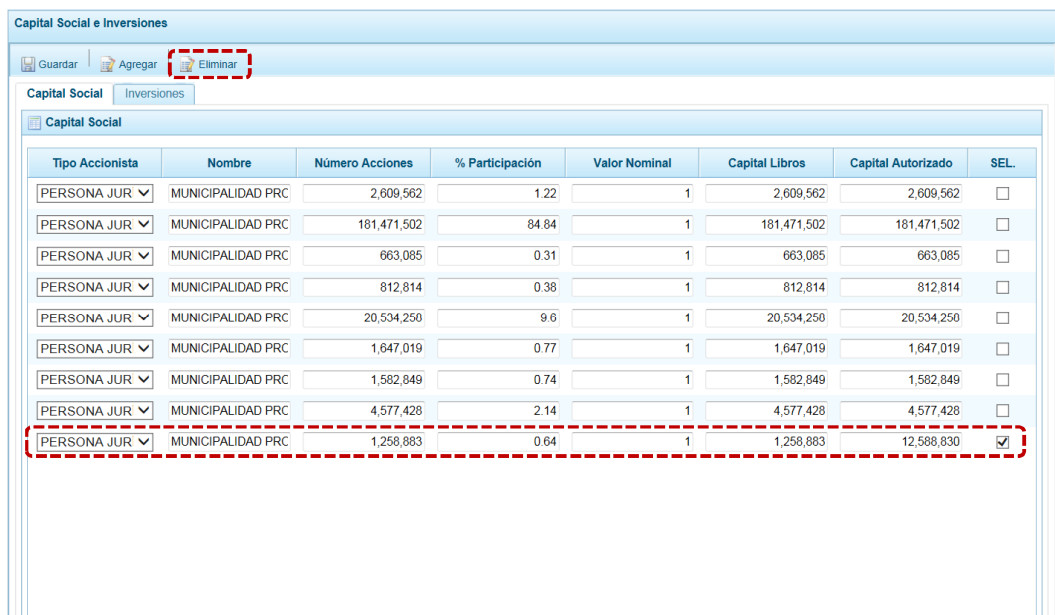 Capital Social e Inversiones
Guardar Agregar Eliminar
Capital Social Inversiones
Capital Social
Tipo Accionista Nombre Número Acciones % Participación Valor Nominal Capital Libros Capital Autorizado SEL.
PERSONA JUR MUNICIPALIDAD PRC 2,609,562 1.22 1 2,609,562 2,609,562
PERSONA JUR MUNICIPALIDAD PRC 181,471,502 84.84 1 181,471,502 181,471,502
PERSONA JUR MUNICIPALIDAD PRC 663,085 0.31 1 663,085 663,085
PERSONA JUR MUNICIPALIDAD PRC 812,814 0.38 1 812,814 812,814
PERSONA JUR MUNICIPALIDAD PRC 20,534,250 9.6 1 20,534,250 20,534,250
PERSONA JUR MUNICIPALIDAD PRC 1,647,019 0.77 1 1,647,019 1,647,019
PERSONA JUR MUNICIPALIDAD PRC 1,582,849 0.74 1 1,582,849 1,582,849
PERSONA JUR MUNICIPALIDAD PRC 4,577,428 2.14 1 4,577,428 4,577,428
PERSONA JUR MUNICIPALIDAD PRC 1,258,883 0.64 1 1,258,883 12,588,830